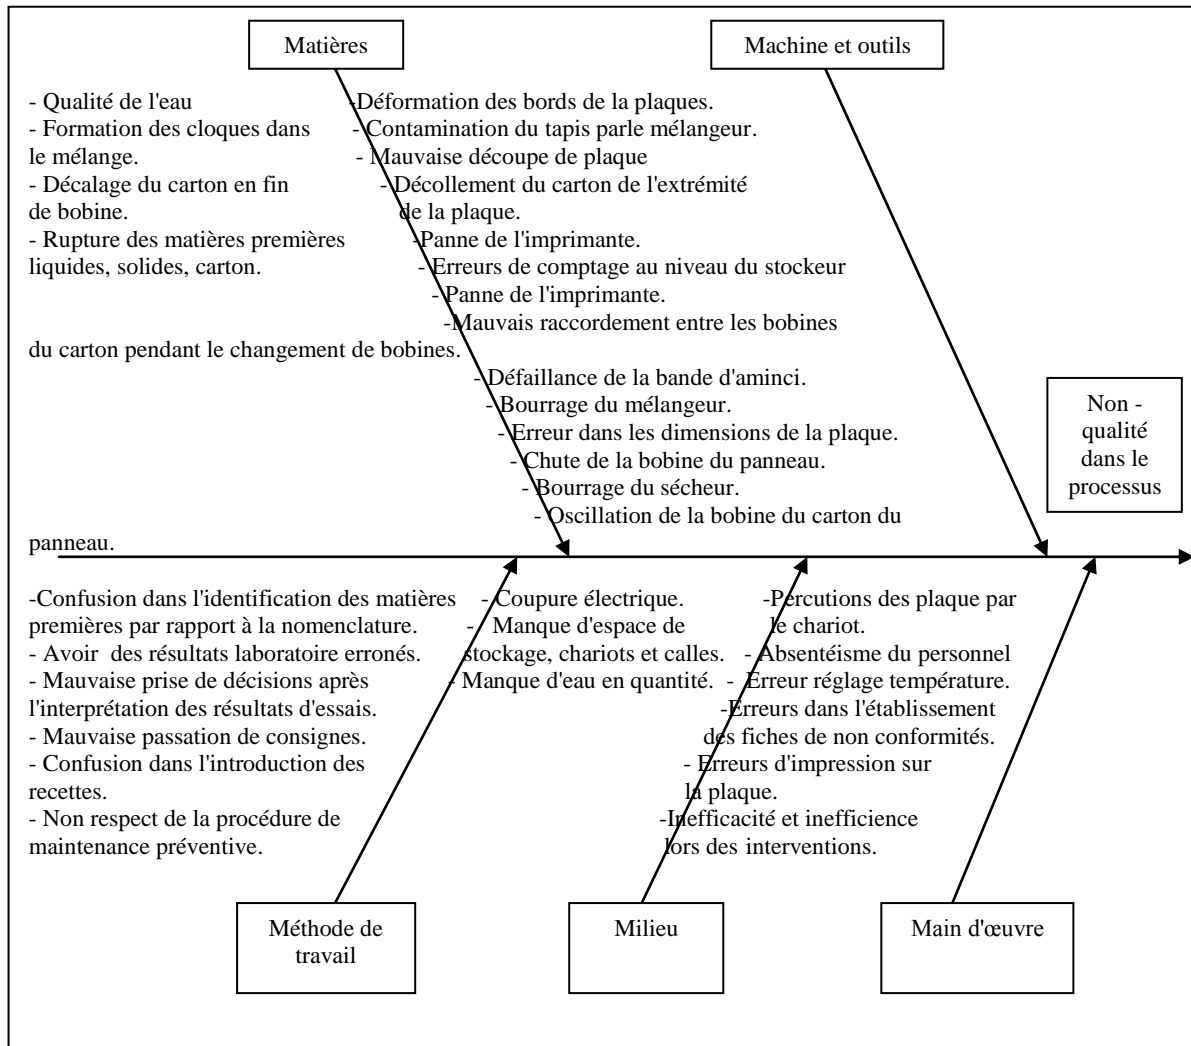 Matières
Machine et outils
- Qualité de l'eau
- Formation des cloques dans
le mélange.
- Décalage du carton en fin
de bobine.
- Rupture des matières premières
liquides, solides, carton.
-Déformation des bords de la plaques.
- Contamination du tapis parle mélangeur.
- Mauvaise découpe de plaque
- Décollement du carton de l'extrémité
de la plaque.
-Panne de l'imprimante.
- Erreurs de comptage au niveau du stockeur
- Panne de l'imprimante.
-Mauvais raccordement entre les bobines
du carton pendant le changement de bobines.
- Défaillance de la bande d'aminci.
- Bourrage du mélangeur.
- Erreur dans les dimensions de la plaque.
- Chute de la bobine du panneau.
- Bourrage du sécheur.
- Oscillation de la bobine du carton du
panneau.
Non -
qualité
dans le
processus
-Confusion dans l'identification des matières
premières par rapport à la nomenclature.
- Avoir des résultats laboratoire erronés.
- Mauvaise prise de décisions après
l'interprétation des résultats d'essais.
- Mauvaise passation de consignes.
- Confusion dans l'introduction des
recettes.
- Non respect de la procédure de
maintenance préventive.
- Coupure électrique.
- Manque d'espace de
stockage, chariots et calles.
- Manque d'eau en quantité.
-Percutions des plaque par
le chariot.
- Absentéisme du personnel
- Erreur réglage température.
-Erreurs dans l'établissement
des fiches de non conformités.
- Erreurs d'impression sur
la plaque.
-Inefficacité et inefficience
lors des interventions.
Méthode de
travail
Milieu
Main d'œuvre